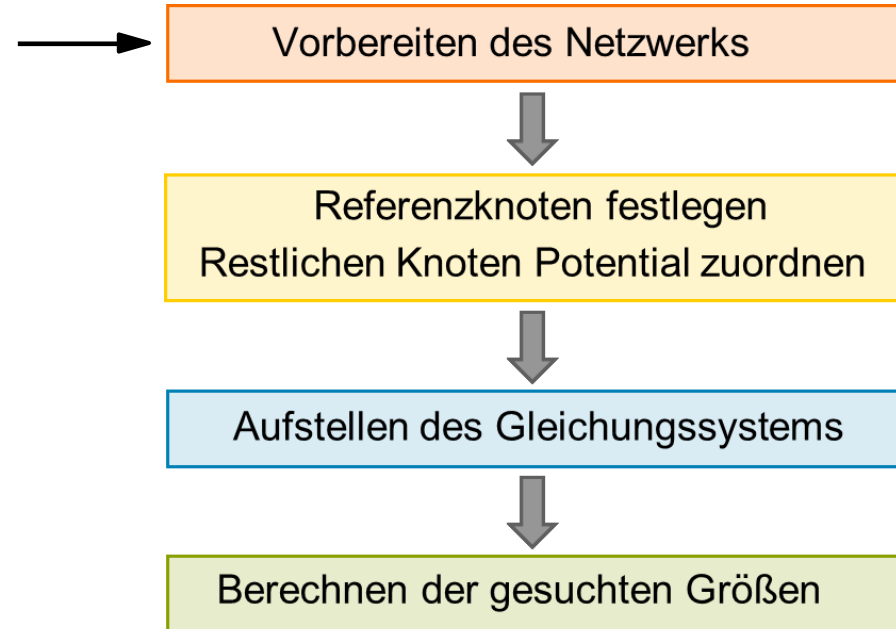 Vorbereiten des Netzwerks
Referenzknoten festlegen
Restlichen Knoten Potential zuordnen
Aufstellen des Gleichungssystems
Berechnen der gesuchten Größen